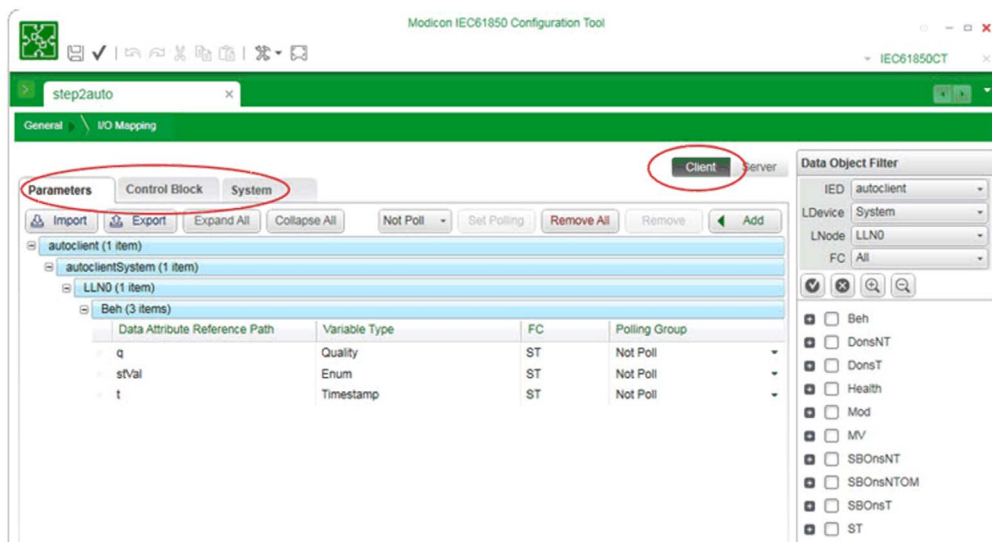 Modicon IEC61850 Configuration Tool
IEC61850CT
step2auto
General I/O Mapping
Client Server
Parameters Control Block System
Import Export Expand All Collapse All Not Poll Set Polling Remove All Remove Add
autoclient (1 item)
autoclientSystem (1 item)
LLN0 (1 item)
Beh (3 items)
Data Attribute Reference Path Variable Type FC Polling Group
q Quality ST Not Poll
stVal Enum ST Not Poll
t Timestamp ST Not Poll
Data Object Filter
IED autoclient
LDevice System
LNode LLN0
FC All
Beh
DonsNT
DonsT
Health
Mod
MV
SBOnsNT
SBOnsNTOM
SBOnsT
ST